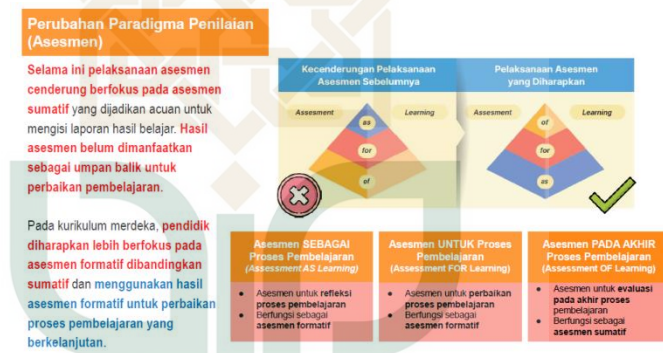 Perubahan Paradigma Penilaian
(Asesmen)
Selama ini pelaksanaan asesmen
cenderung berfokus pada asesmen
sumatif yang dijadikan acuan untuk
mengisi laporan hasil belajar. Hasil
asesmen belum dimanfaatkan
sebagai umpan balik untuk
perbaikan pembelajaran.
Pada kurikulum merdeka, pendidik
diharapkan lebih berfokus pada
asesmen formatif dibandingkan
sumatif dan menggunakan hasil
asesmen formatif untuk perbaikan
proses pembelajaran yang
berkelanjutan.
Kecenderungan Pelaksanaan
Asesmen Sebelumnya
Assesment
Learning
as
for
of
Pelaksanaan Asesmen
yang Diharapkan
Assesment
Learning
of
for
as
Asesmen SEBAGAI
Proses Pembelajaran
(Assessment AS Learning)
Asesmen untuk refleksi
proses pembelajaran
Berfungsi sebagai
asesmen formatif
Asesmen UNTUK Proses
Pembelajaran
(Assessment FOR Learning)
Asesmen untuk perbaikan
proses pembelajaran
Berfungsi sebagai
asesmen formatif
Asesmen PADA AKHIR
Proses Pembelajaran
(Assessment OF Learning)
Asesmen untuk evaluasi
pada akhir proses
pembelajaran
Berfungsi sebagai
asesmen sumatif